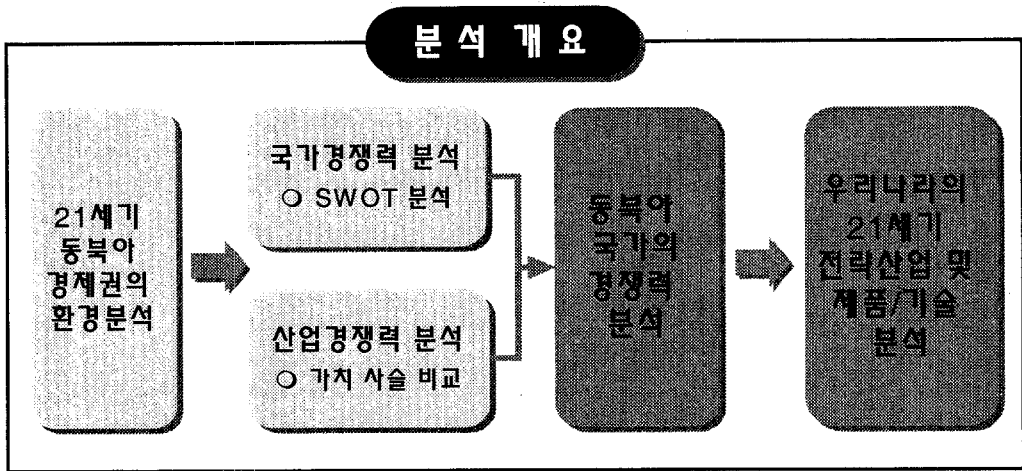 분석 개요
21세기
동북아
경제권의
환경분석
국가경쟁력 분석
○ SWOT 분석
산업경쟁력 분석
○ 가치 사슬 비교
동북아
국가의
경쟁력
분석
우리나라의
21세기
전략산업 및
제품/기술
분석